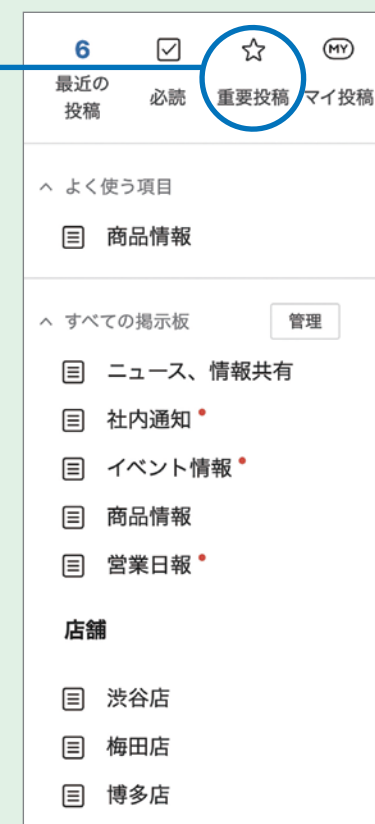 6
最近の
投稿
必読
重要投稿
MY
マイ投稿
よく使う項目
商品情報
すべての掲示板
管理
ニュース、情報共有
社内通知
イベント情報
商品情報
営業日報
店舗
渋谷店
梅田店
博多店